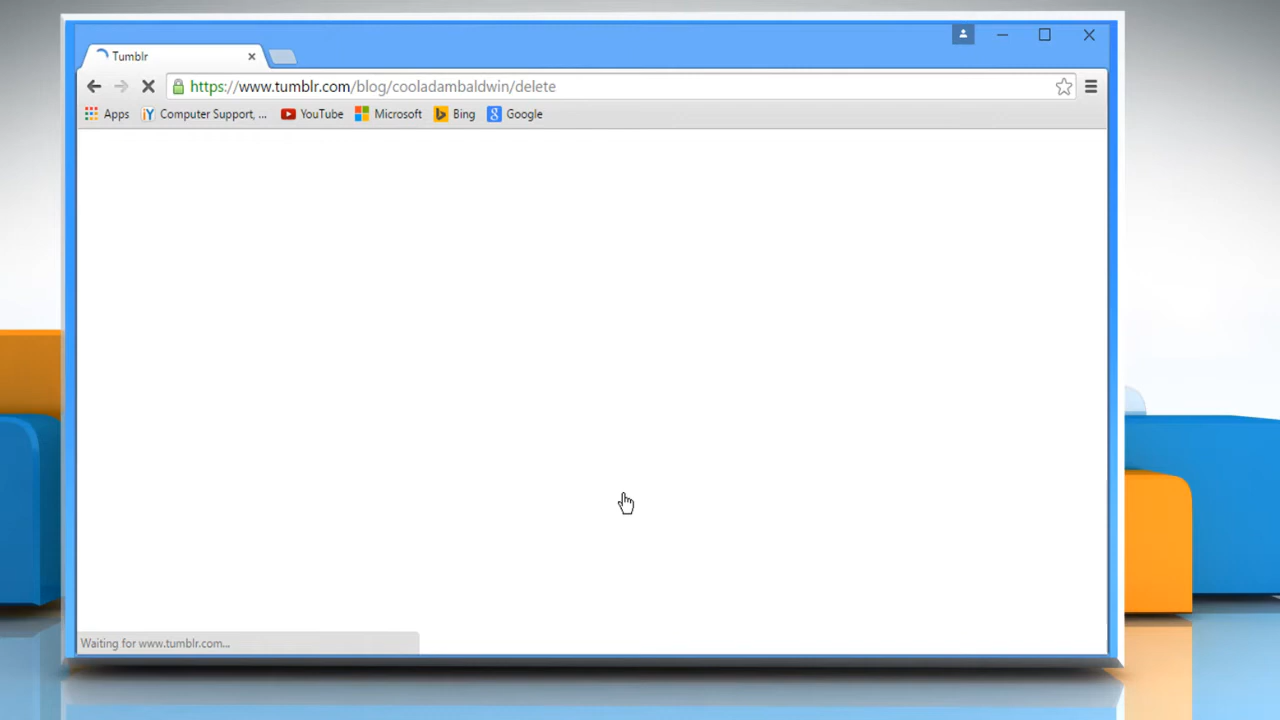 Tumblr
https://www.tumblr.com/blog/cooladambaldwin/delete
Apps Computer Support, ... YouTube Microsoft Bing Google
Waiting for www.tumblr.com...